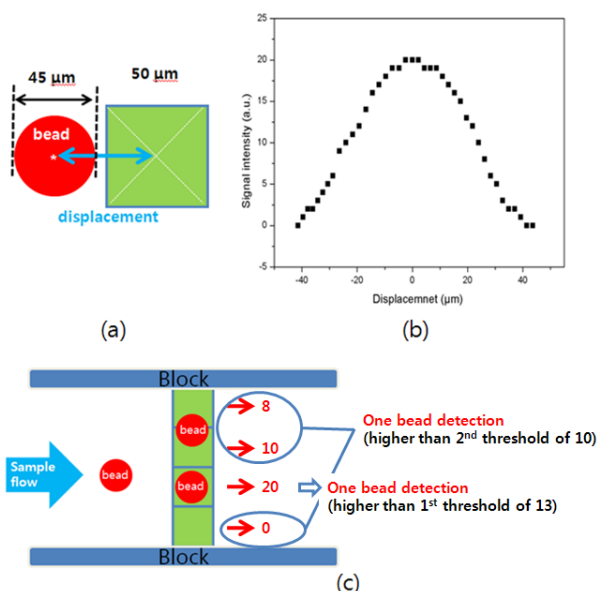 45 µm
50 µm
bead
*
displacement
(a)
Signal intensity (a.u.)
25
20
15
10
5
0
-5
-40
-20
0
20
40
Displacemnet (µm)
(b)
Block
8
bead
10
One bead detection
(higher than 2nd threshold of 10)
Sample
flow
bead
bead
20
One bead detection
(higher than 1st threshold of 13)
0
Block
(c)